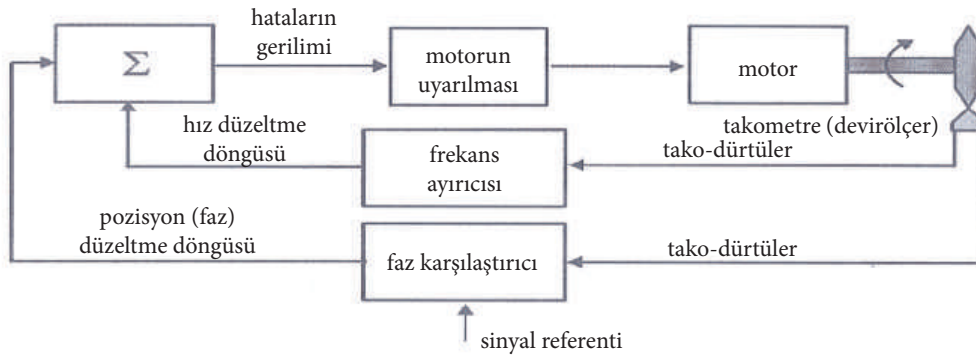 hataların
gerilimi
Σ
motorun
uyarılması
motor
takometre (devirölçer)
hız düzeltme
döngüsü
frekans
ayırıcısı
tako-dürtüler
pozisyon (faz)
düzeltme döngüsü
faz karşılaştırıcı
tako-dürtüler
sinyal referenti